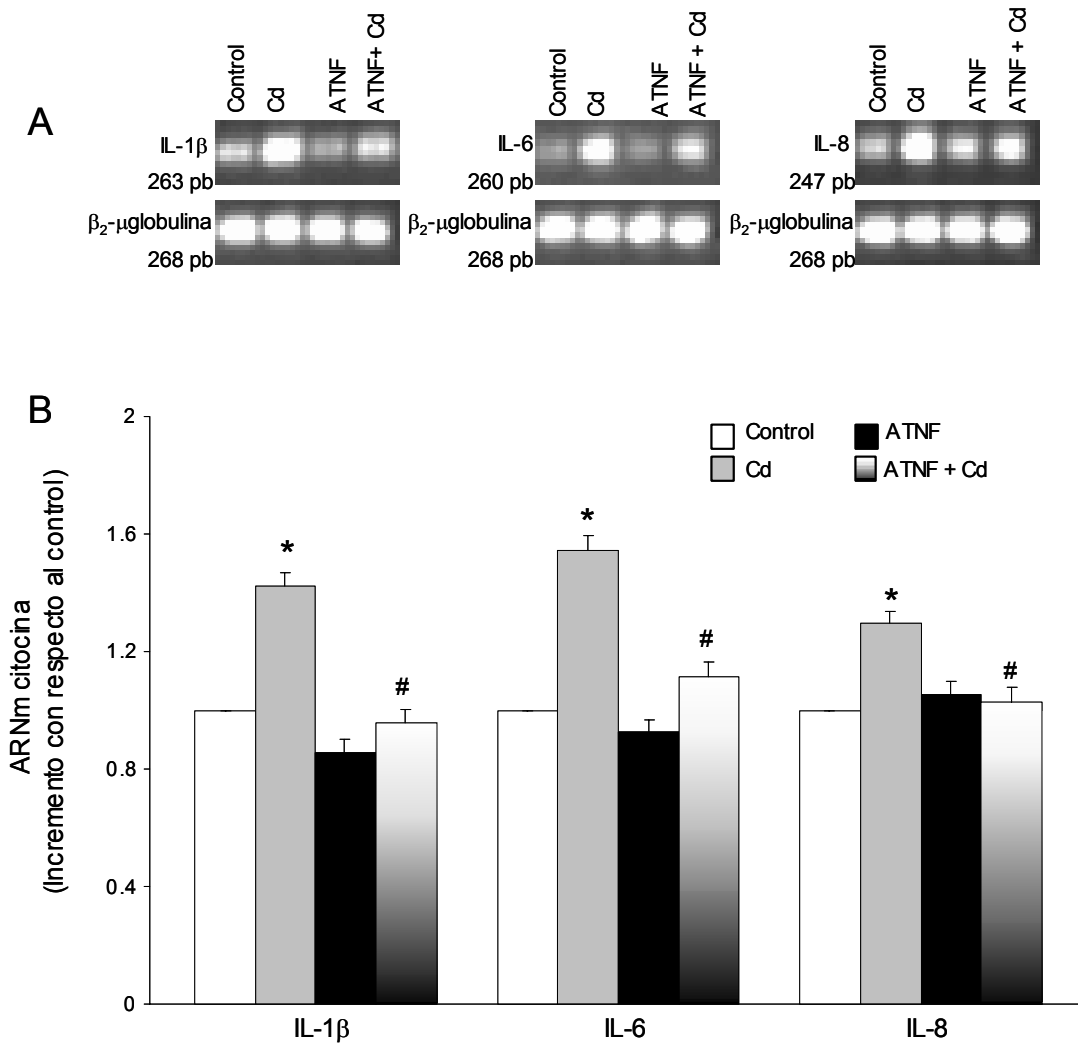 A
Control
Cd
ATNF
ATNF+ Cd
IL-1β
263 pb
β2-μglobulina
268 pb
Control
Cd
ATNF
ATNF + Cd
IL-6
260 pb
β2-μglobulina
268 pb
Control
Cd
ATNF
ATNF + Cd
IL-8
247 pb
β2-μglobulina
268 pb
B
ARNm citocina
(Incremento con respecto al control)
2
1.6
1.2
0.8
0.4
0
Control
ATNF
Cd
ATNF + Cd
*
#
*
#
*
#
IL-1β
IL-6
IL-8